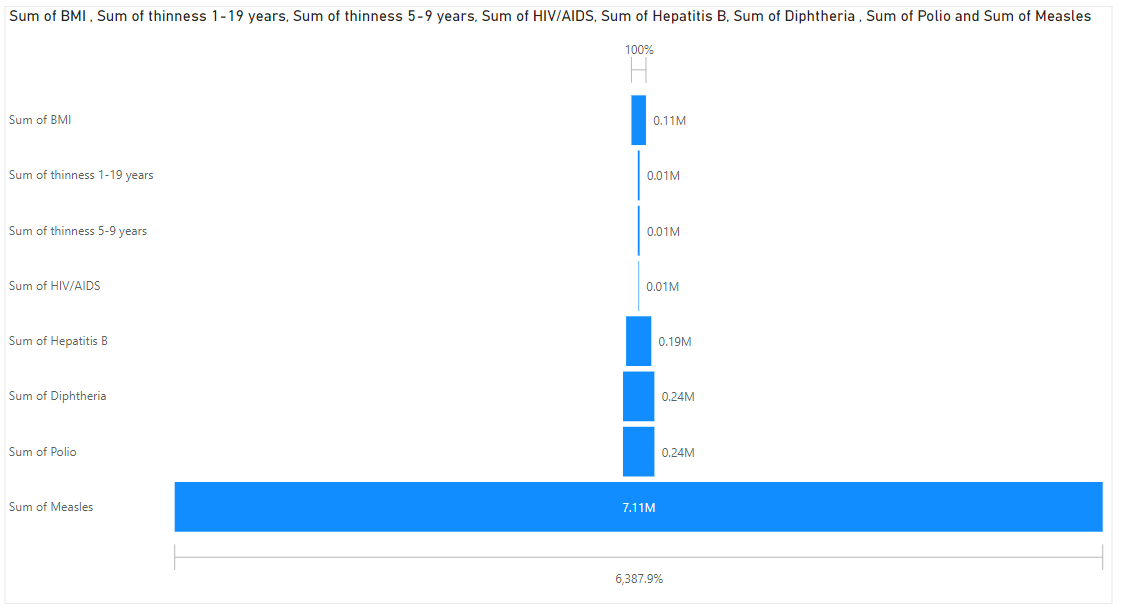 Sum of BMI , Sum of thinness 1-19 years, Sum of thinness 5-9 years, Sum of HIV/AIDS, Sum of Hepatitis B, Sum of Diphtheria , Sum of Polio and Sum of Measles
100%
Sum of BMI 0.11M
Sum of thinness 1-19 years 0.01M
Sum of thinness 5-9 years 0.01M
Sum of HIV/AIDS 0.01M
Sum of Hepatitis B 0.19M
Sum of Diphtheria 0.24M
Sum of Polio 0.24M
Sum of Measles 7.11M
6,387.9%